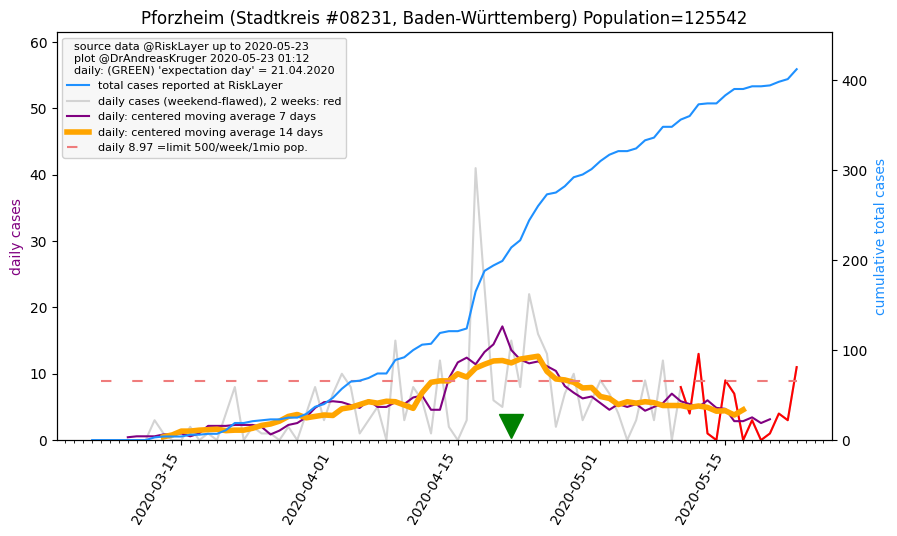 Pforzheim (Stadtkreis #08231, Baden-Württemberg) Population=125542
source data @RiskLayer up to 2020-05-23
plot @DrAndreasKruger 2020-05-23 01:12
daily: (GREEN) 'expectation day' = 21.04.2020
total cases reported at RiskLayer
daily cases (weekend-flawed), 2 weeks: red
daily: centered moving average 7 days
daily: centered moving average 14 days
daily 8.97 =limit 500/week/1mio pop.
daily cases
60
50
40
30
20
10
0
cumulative total cases
400
300
200
100
0
2020-03-15
2020-04-01
2020-04-15
2020-05-01
2020-05-15